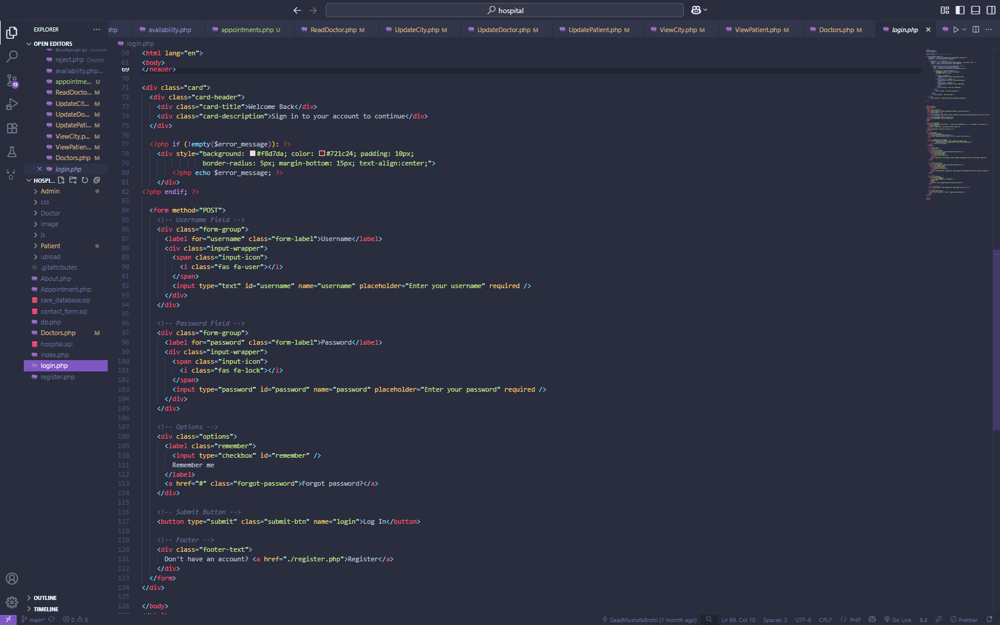 hospital
EXPLORER
hp
availability.php
appointments.php U
ReadDoctor.php M
UpdateCity.php M
UpdateDoctor.php M
UpdatePatient.php M
ViewCity.php M
ViewPatient.php M
Doctors.php M
login.php
OPEN EDITORS
accept.php Doctor
reject.php Doctor
availability.php...
appointme... U
ReadDocto... M
UpdateCit... M
UpdateDo... M
UpdatePati... M
ViewCity.p... M
ViewPatien... M
Doctors.php M
login.php
HOSPI...
Admin
css
Doctor
image
js
Patient
upload
.gitattributes
About.php
Appointment.php
care_database.sql
contact_form.sql
db.php
Doctors.php M
hospital.sql
index.php
login.php
register.php
OUTLINE
TIMELINE
13
login.php
50 <html lang="en">
61 <body>
69 </header>
70
71 <div class="card">
72 <div class="card-header">
73 <div class="card-title">Welcome Back</div>
74 <div class="card-description">Sign in to your account to continue</div>
75 </div>
76
77 <?php if (!empty($error_message)): ?>
78 <div style="background: #f8d7da; color: #721c24; padding: 10px;
79 border-radius: 5px; margin-bottom: 15px; text-align:center;">
80 <?php echo $error_message; ?>
81 </div>
82 <?php endif; ?>
83
84 <form method="POST">
85 <!-- Username Field -->
86 <div class="form-group">
87 <label for="username" class="form-label">Username</label>
88 <div class="input-wrapper">
89 <span class="input-icon">
90 <i class="fas fa-user"></i>
91 </span>
92 <input type="text" id="username" name="username" placeholder="Enter your username" required />
93 </div>
94 </div>
95
96 <!-- Password Field -->
97 <div class="form-group">
98 <label for="password" class="form-label">Password</label>
99 <div class="input-wrapper">
100 <span class="input-icon">
101 <i class="fas fa-lock"></i>
102 </span>
103 <input type="password" id="password" name="password" placeholder="Enter your password" required />
104 </div>
105 </div>
106
107 <!-- Options -->
108 <div class="options">
109 <label class="remember">
110 <input type="checkbox" id="remember" />
111 Remember me
112 </label>
113 <a href="#" class="forgot-password">Forgot password?</a>
114 </div>
115
116 <!-- Submit Button -->
117 <button type="submit" class="submit-btn" name="login">Log In</button>
118
119 <!-- Footer -->
120 <div class="footer-text">
121 Don't have an account? <a href="./register.php">Register</a>
122 </div>
123 </form>
124 </div>
125
126 </body>
main* 0 0
SaadMustafaBrohi (1 month ago) Ln 69, Col 10 Spaces: 2 UTF-8 CRLF {} PHP Go Live 8.4 Prettier